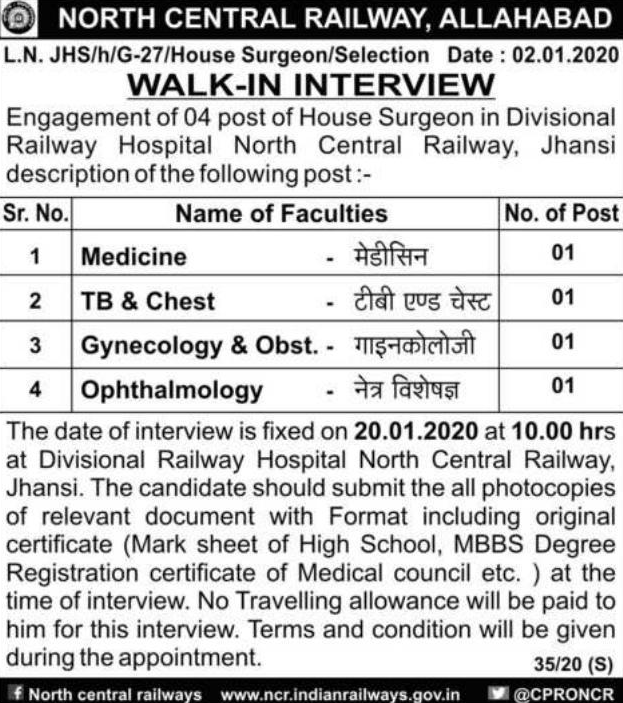 NORTH CENTRAL RAILWAY, ALLAHABAD
L.N. JHS/h/G-27/House Surgeon/Selection Date : 02.01.2020
WALK-IN INTERVIEW
Engagement of 04 post of House Surgeon in Divisional
Railway Hospital North Central Railway, Jhansi
description of the following post :-
Sr. No. Name of Faculties No. of Post
1 Medicine - मेडीसिन 01
2 TB & Chest - टीबी एण्ड चेस्ट 01
3 Gynecology & Obst. - गाइनकोलोजी 01
4 Ophthalmology - नेत्र विशेषज्ञ 01
The date of interview is fixed on 20.01.2020 at 10.00 hrs
at Divisional Railway Hospital North Central Railway,
Jhansi. The candidate should submit the all photocopies
of relevant document with Format including original
certificate (Mark sheet of High School, MBBS Degree
Registration certificate of Medical council etc. ) at the
time of interview. No Travelling allowance will be paid to
him for this interview. Terms and condition will be given
during the appointment.
35/20 (S)
f North central railways www.ncr.indianrailways.gov.in @CPRONCR